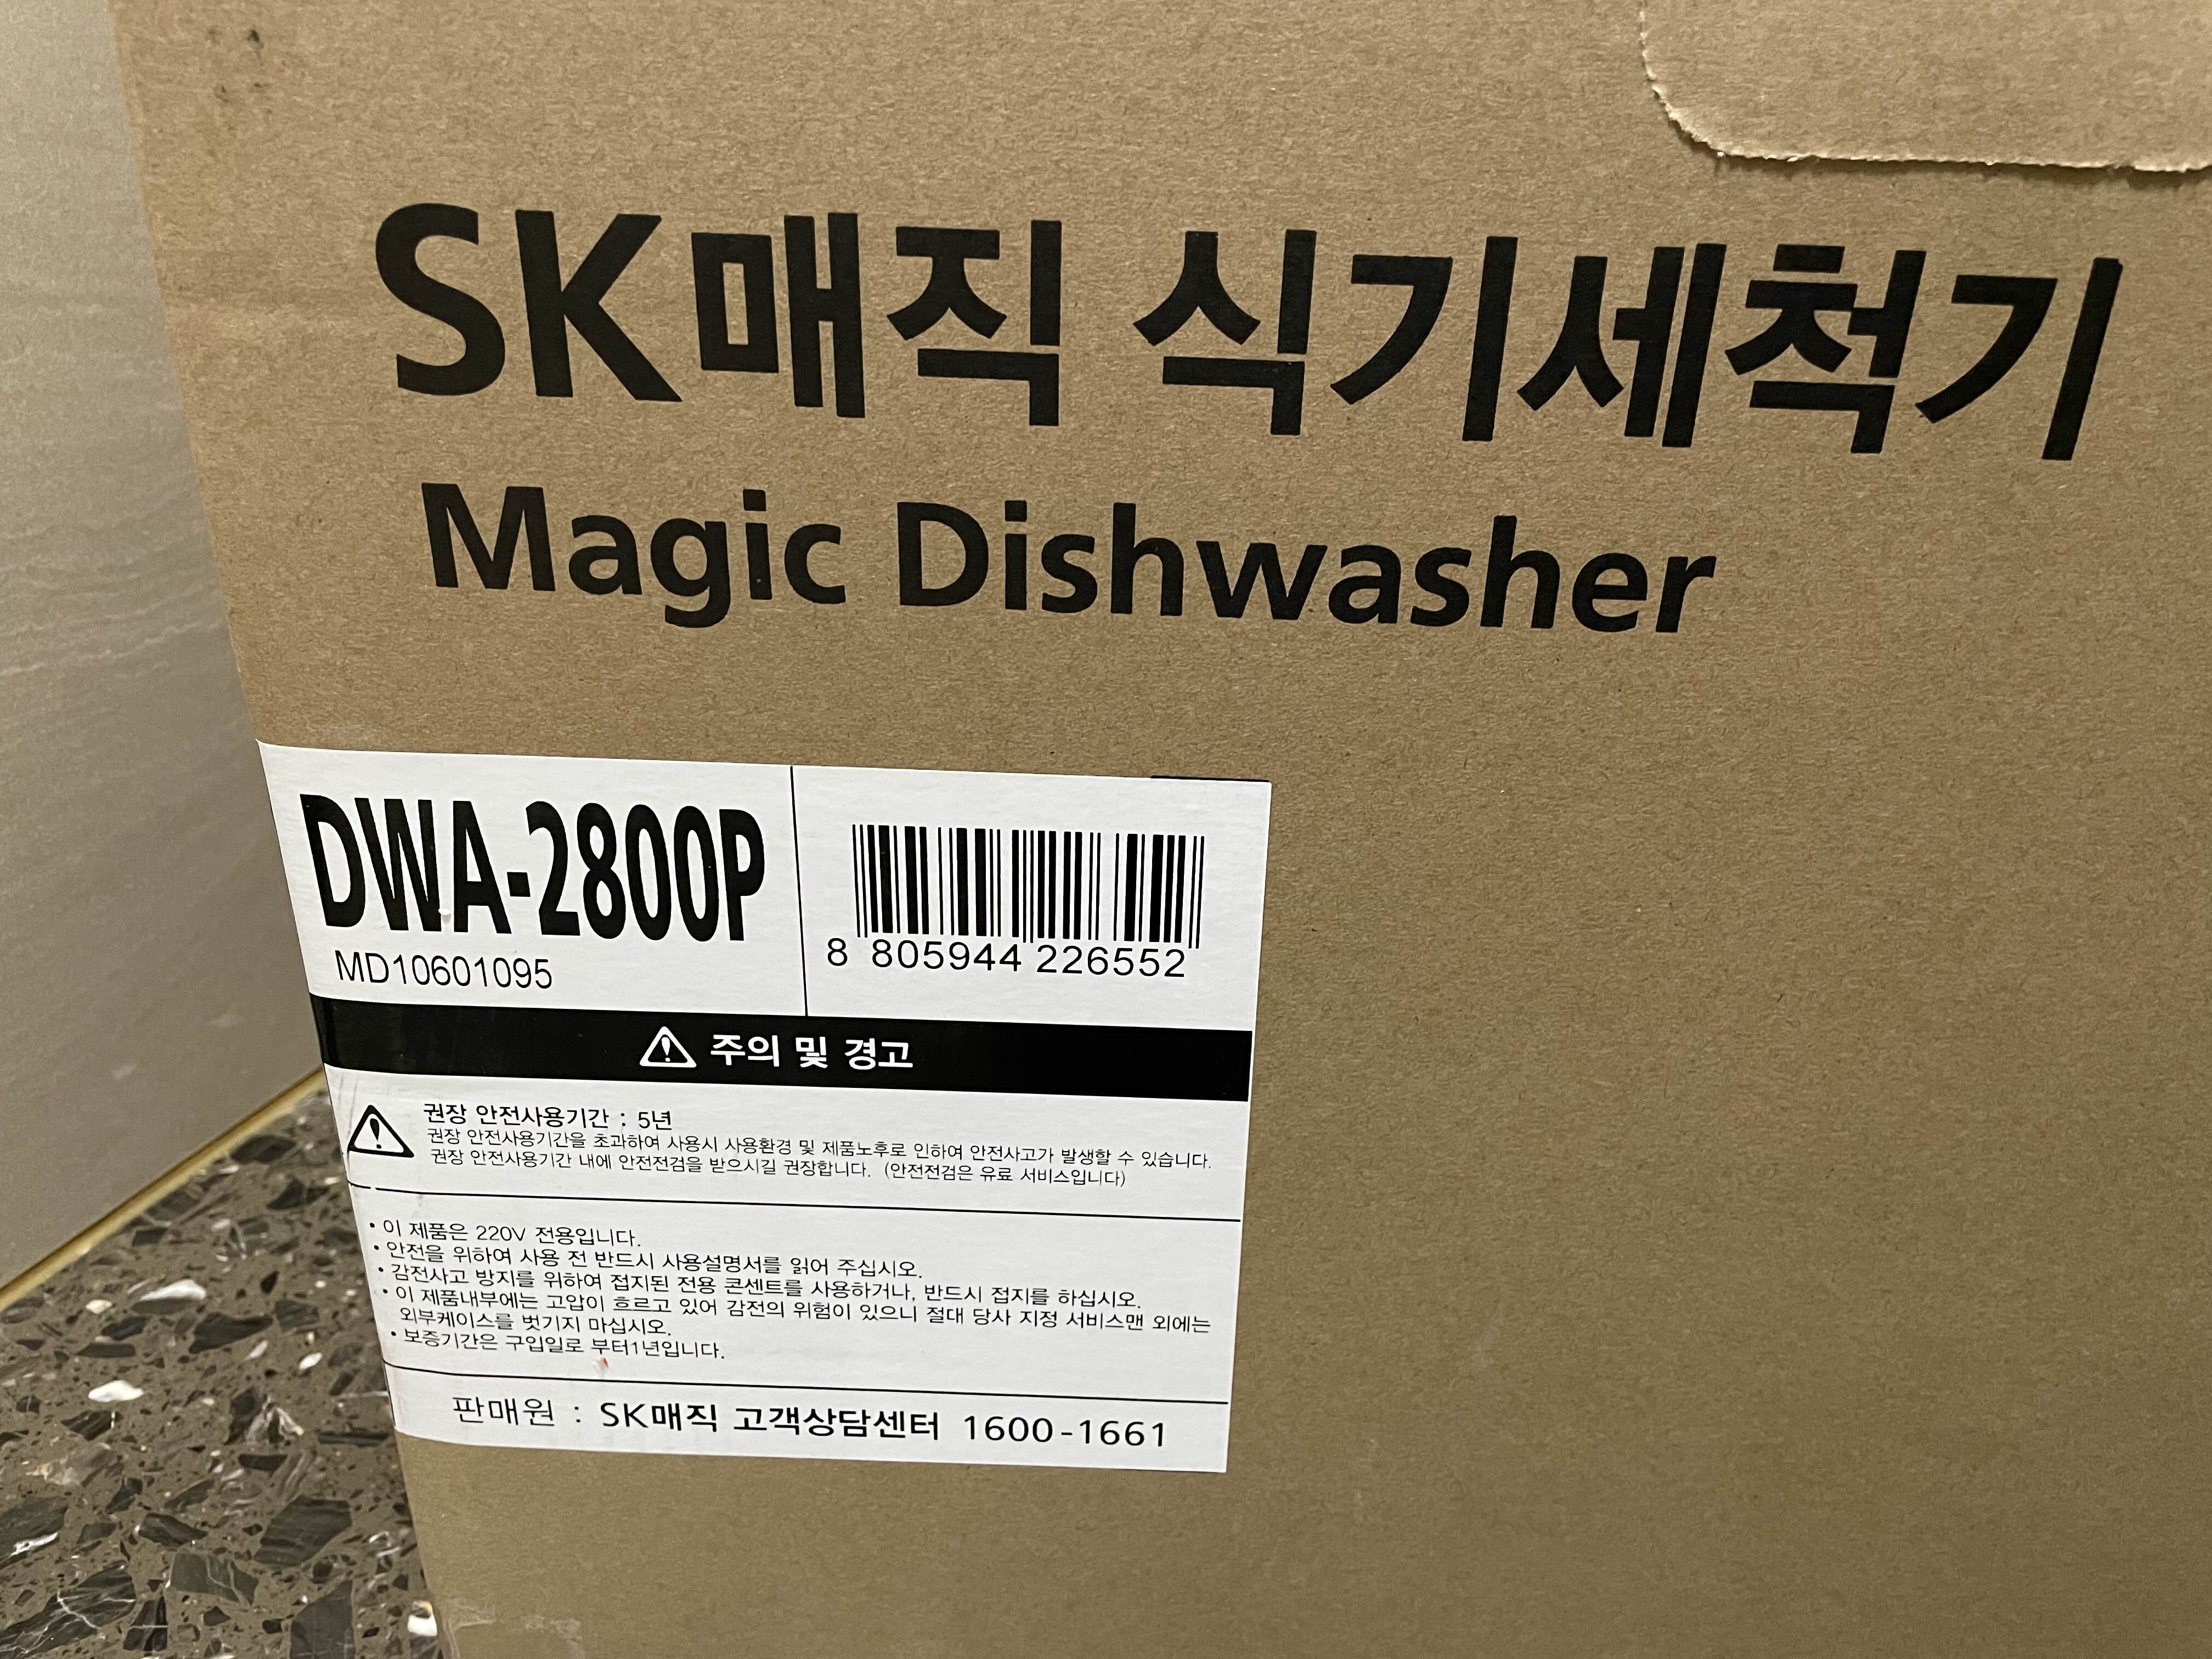 SK매직 식기세척기
Magic Dishwasher
DWA-2800P
MD10601095
8 805944 226552
주의 및 경고
권장 안전사용기간 : 5년
권장 안전사용기간을 초과하여 사용시 사용환경 및 제품노후로 인하여 안전사고가 발생할 수 있습니다.
권장 안전사용기간 내에 안전전검을 받으시길 권장합니다. (안전전검은 유료 서비스입니다)
• 이 제품은 220V 전용입니다.
• 안전을 위하여 사용 전 반드시 사용설명서를 읽어 주십시오.
• 감전사고 방지를 위하여 접지된 전용 콘센트를 사용하거나, 반드시 접지를 하십시오.
• 이 제품내부에는 고압이 흐르고 있어 감전의 위험이 있으니 절대 당사 지정 서비스맨 외에는
외부케이스를 벗기지 마십시오.
• 보증기간은 구입일로 부터1년입니다.
판매원 : SK매직 고객상담센터 1600-1661